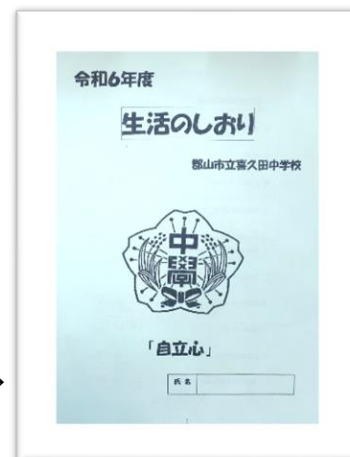 令和6年度
生活のしおり
郡山市立喜久田中学校
中學
「自立心」
氏名